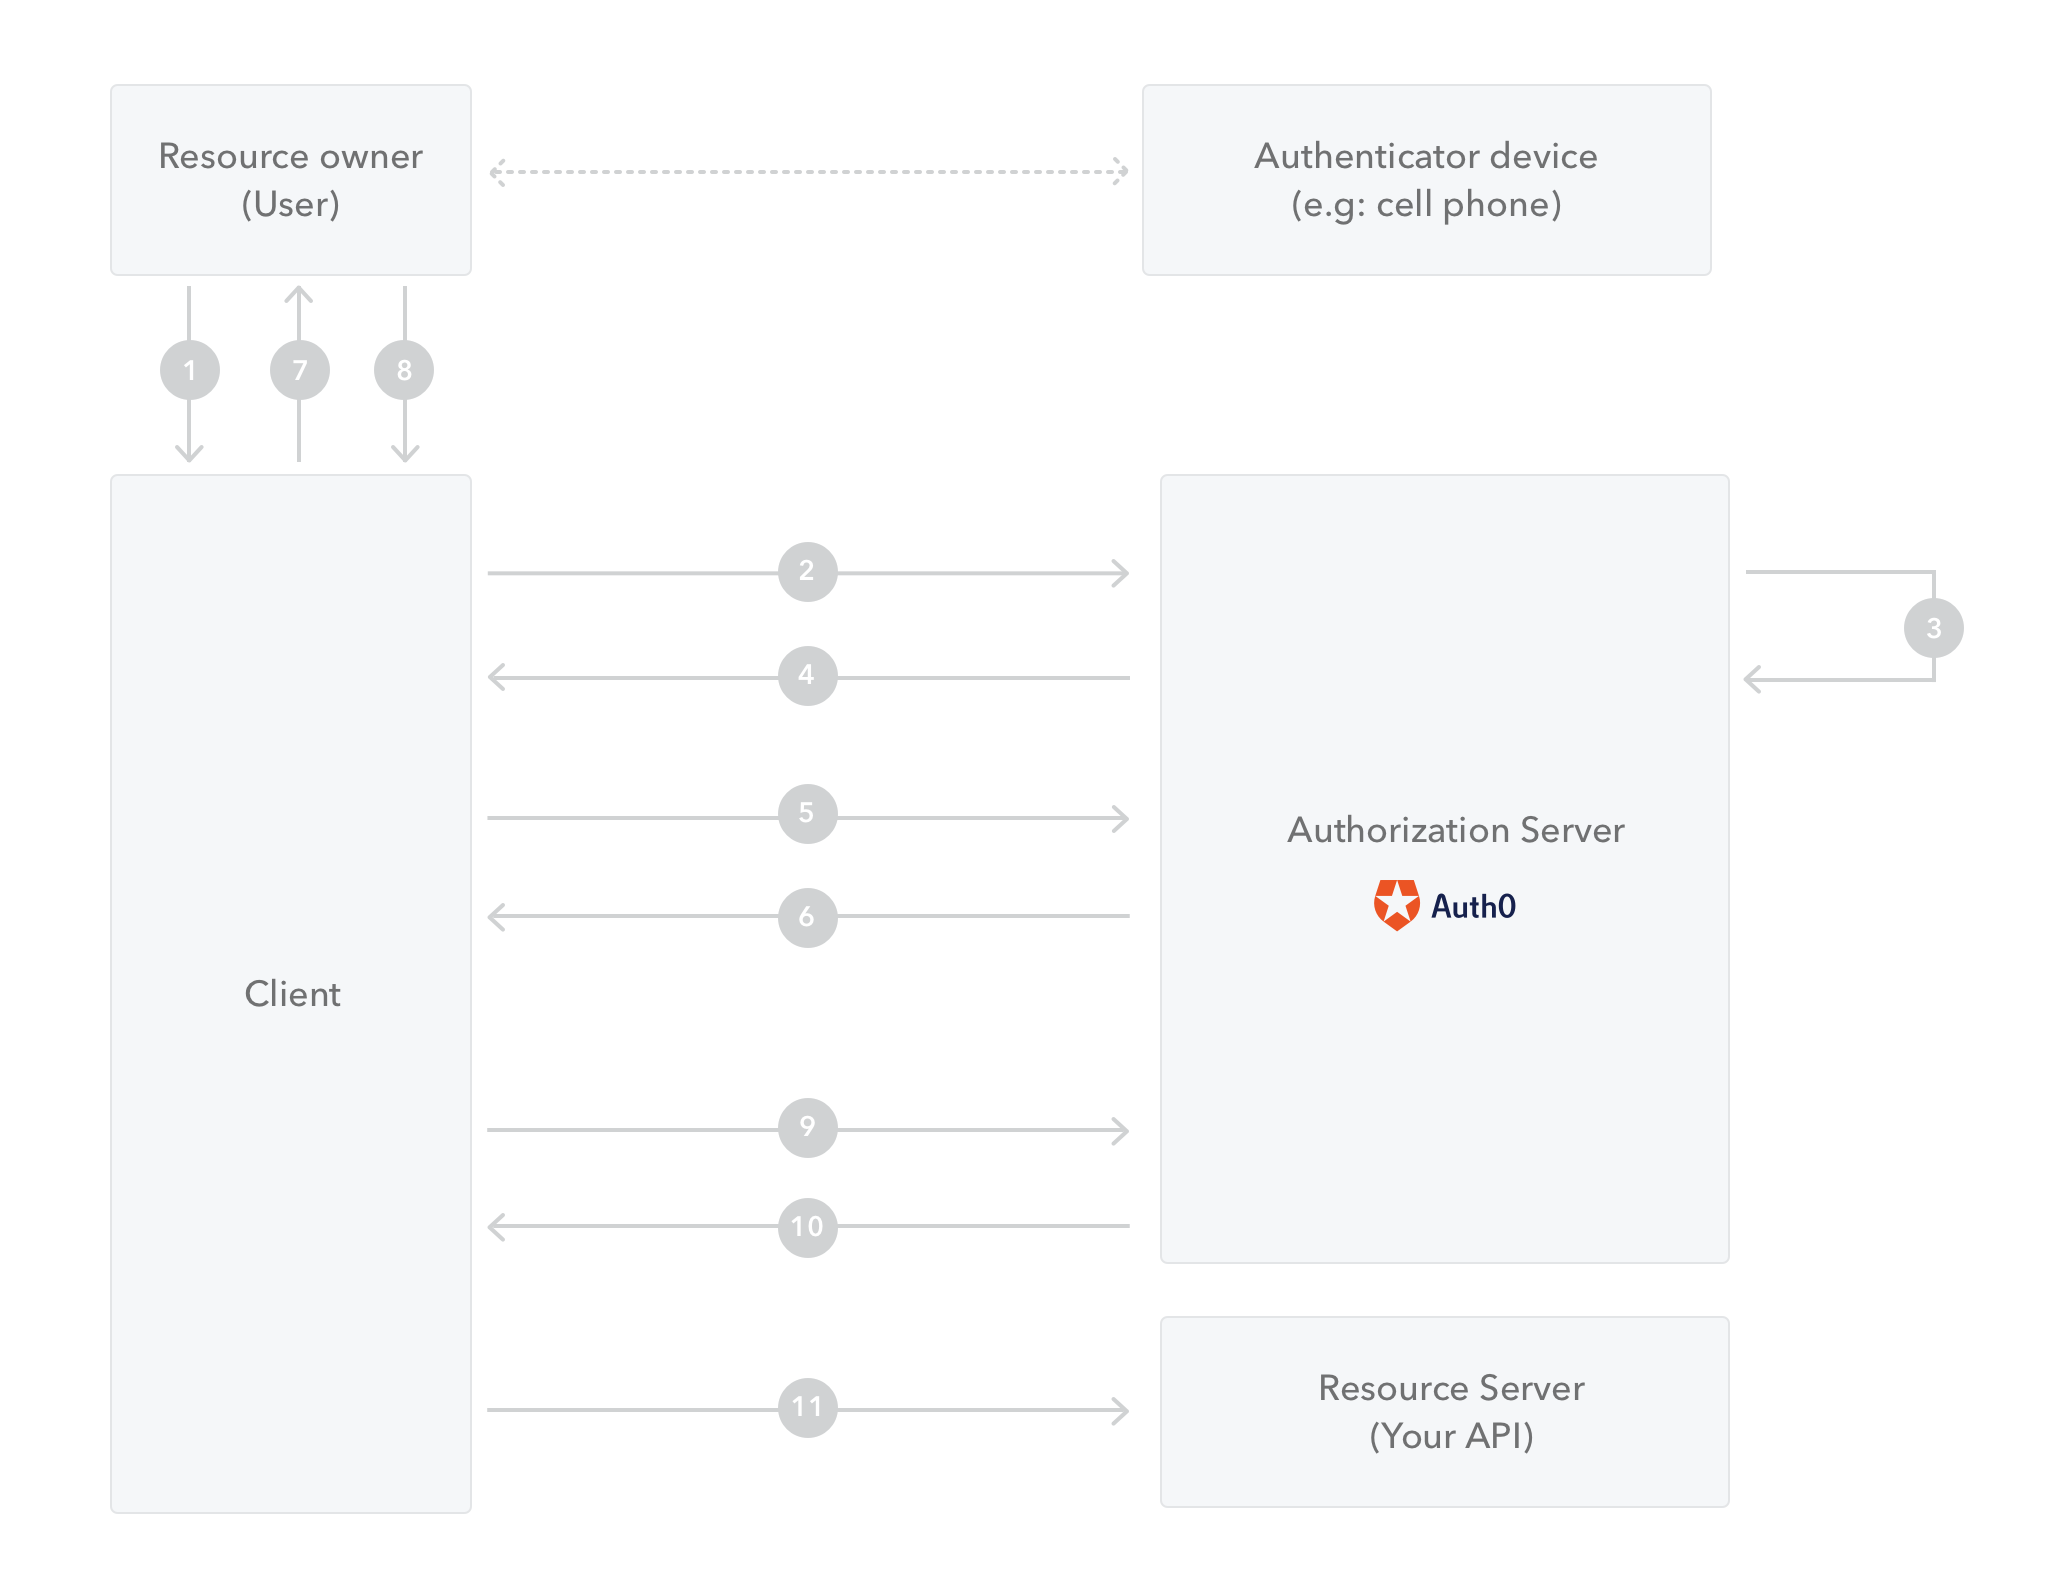 Resource owner
(User)
Authenticator device
(e.g: cell phone)
1
7
8
2
3
4
5
Authorization Server
Auth0
6
Client
9
10
11
Resource Server
(Your API)